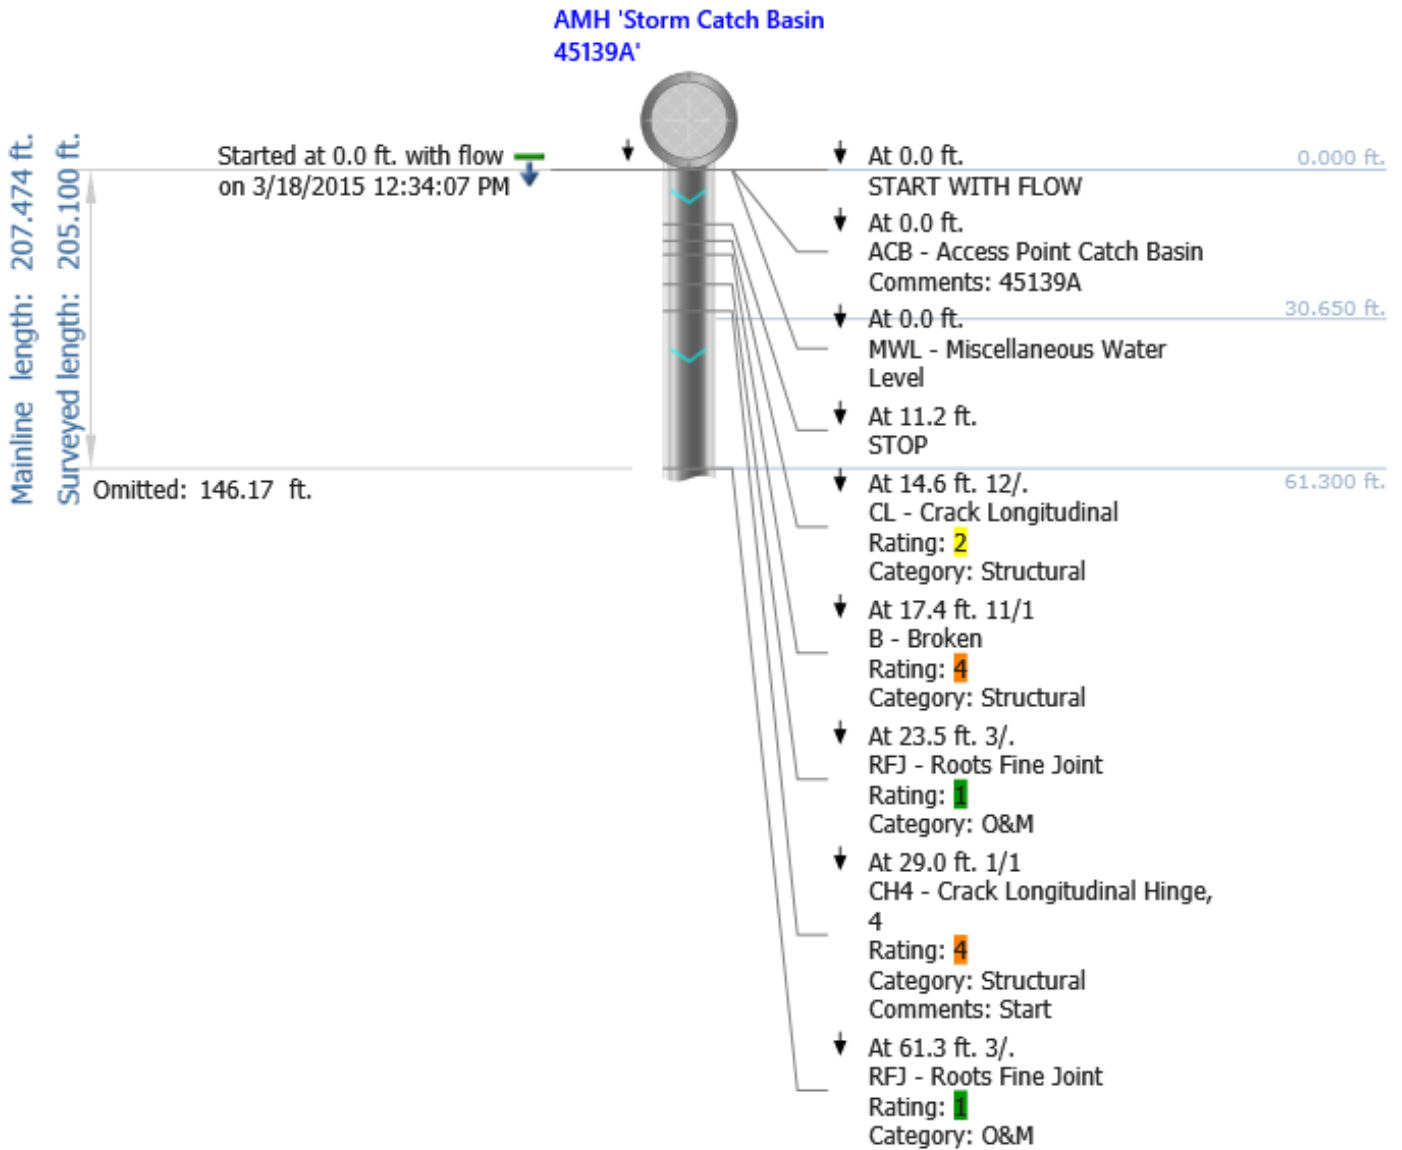 AMH 'Storm Catch Basin
45139A'
Mainline length: 207.474 ft.
Surveyed length: 205.100 ft.
Started at 0.0 ft. with flow
on 3/18/2015 12:34:07 PM
Omitted: 146.17 ft.
At 0.0 ft.
0.000 ft.
START WITH FLOW
At 0.0 ft.
ACB - Access Point Catch Basin
Comments: 45139A
30.650 ft.
At 0.0 ft.
MWL - Miscellaneous Water
Level
At 11.2 ft.
STOP
61.300 ft.
At 14.6 ft. 12/.
CL - Crack Longitudinal
Rating: 2
Category: Structural
At 17.4 ft. 11/1
B - Broken
Rating: 4
Category: Structural
At 23.5 ft. 3/.
RFJ - Roots Fine Joint
Rating: 1
Category: O&M
At 29.0 ft. 1/1
CH4 - Crack Longitudinal Hinge,
4
Rating: 4
Category: Structural
Comments: Start
At 61.3 ft. 3/.
RFJ - Roots Fine Joint
Rating: 1
Category: O&M